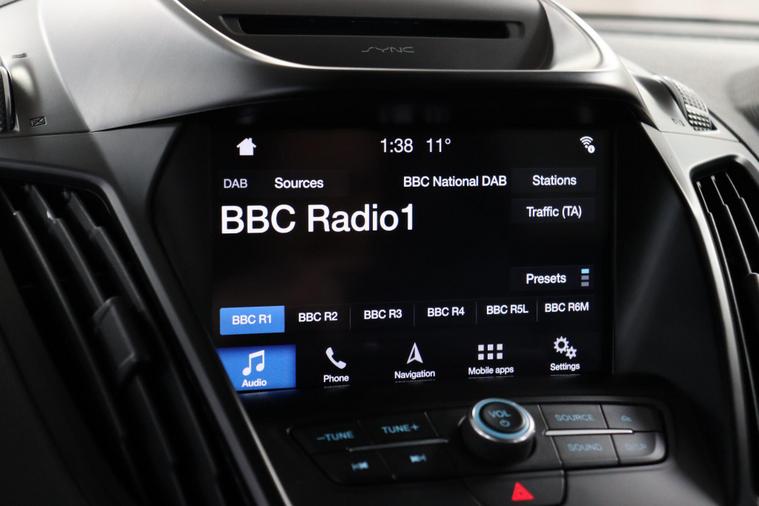 SYNC
1:38 11°
DAB Sources BBC National DAB Stations
BBC Radio1
Traffic (TA)
Presets
BBC R1 BBC R2 BBC R3 BBC R4 BBC R5L BBC R6M
Audio Phone Navigation Mobile apps Settings
VOL
−TUNE TUNE+ SOURCE
SOUND DISP